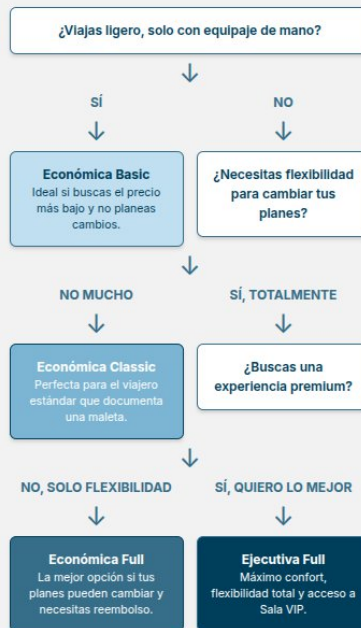 ¿Viajas ligero, solo con equipaje de mano?
SÍ
NO
Económica Basic
Ideal si buscas el precio
más bajo y no planeas
cambios.
¿Necesitas flexibilidad
para cambiar tus
planes?
NO MUCHO
SÍ, TOTALMENTE
Económica Classic
Perfecta para el viajero
estándar que documenta
una maleta.
¿Buscas una
experiencia premium?
NO, SOLO FLEXIBILIDAD
SÍ, QUIERO LO MEJOR
Económica Full
La mejor opción si tus
planes pueden cambiar y
necesitas reembolso.
Ejecutiva Full
Máximo confort,
flexibilidad total y acceso a
Sala VIP.